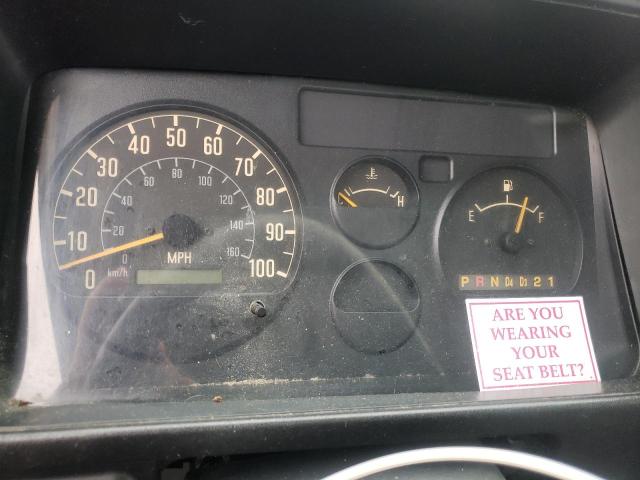 0 10 20 30 40 50 60 70 80 90 100
0 20 40 60 80 100 120 140 160
km/h
MPH
H
E F
P R N D4 D3 2 1
ARE YOU
WEARING
YOUR
SEAT BELT?